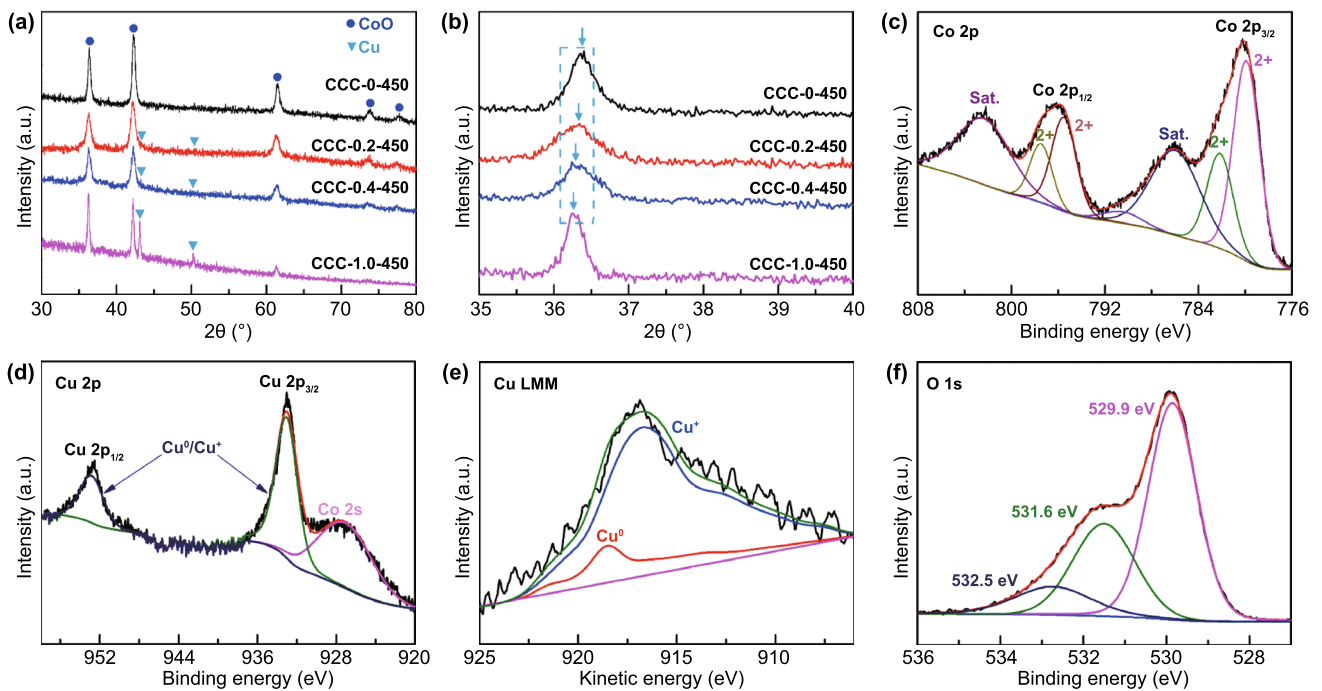 (a)
CoO
Cu
CCC-0-450
CCC-0.2-450
CCC-0.4-450
CCC-1.0-450
Intensity (a.u.)
30 40 50 60 70 80
2θ (°)
(b)
CCC-0-450
CCC-0.2-450
CCC-0.4-450
CCC-1.0-450
Intensity (a.u.)
35 36 37 38 39 40
2θ (°)
(c)
Co 2p
Co 2p3/2
2+
Sat.
Co 2p1/2
2+
2+
Sat.
2+
Intensity (a.u.)
808 800 792 784 776
Binding energy (eV)
(d)
Cu 2p
Cu 2p3/2
Cu 2p1/2
Cu⁰/Cu⁺
Co 2s
Intensity (a.u.)
952 944 936 928 920
Binding energy (eV)
(e)
Cu LMM
Cu⁺
Cu⁰
Intensity (a.u.)
925 920 915 910
Kinetic energy (eV)
(f)
O 1s
529.9 eV
531.6 eV
532.5 eV
Intensity (a.u.)
536 534 532 530 528
Binding energy (eV)